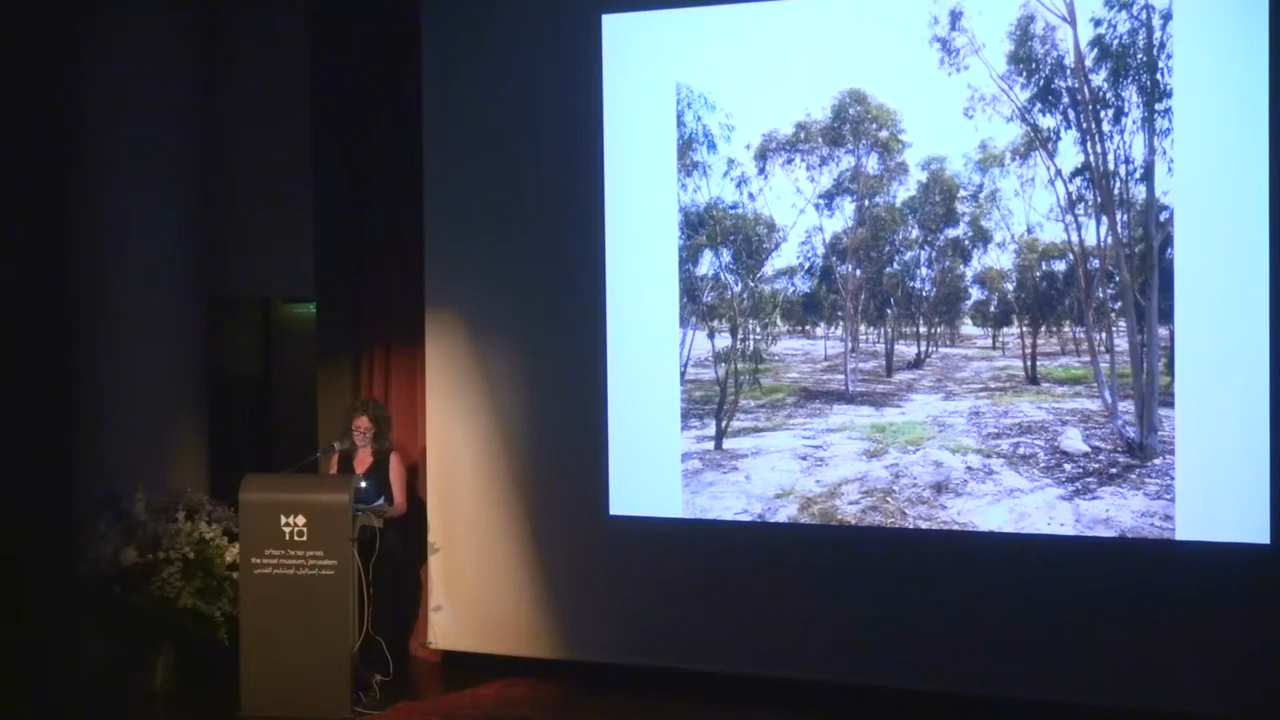 מוזיאון ישראל, ירושלים
the israel museum, jerusalem
متحف إسرائيل، أورشليم القدس